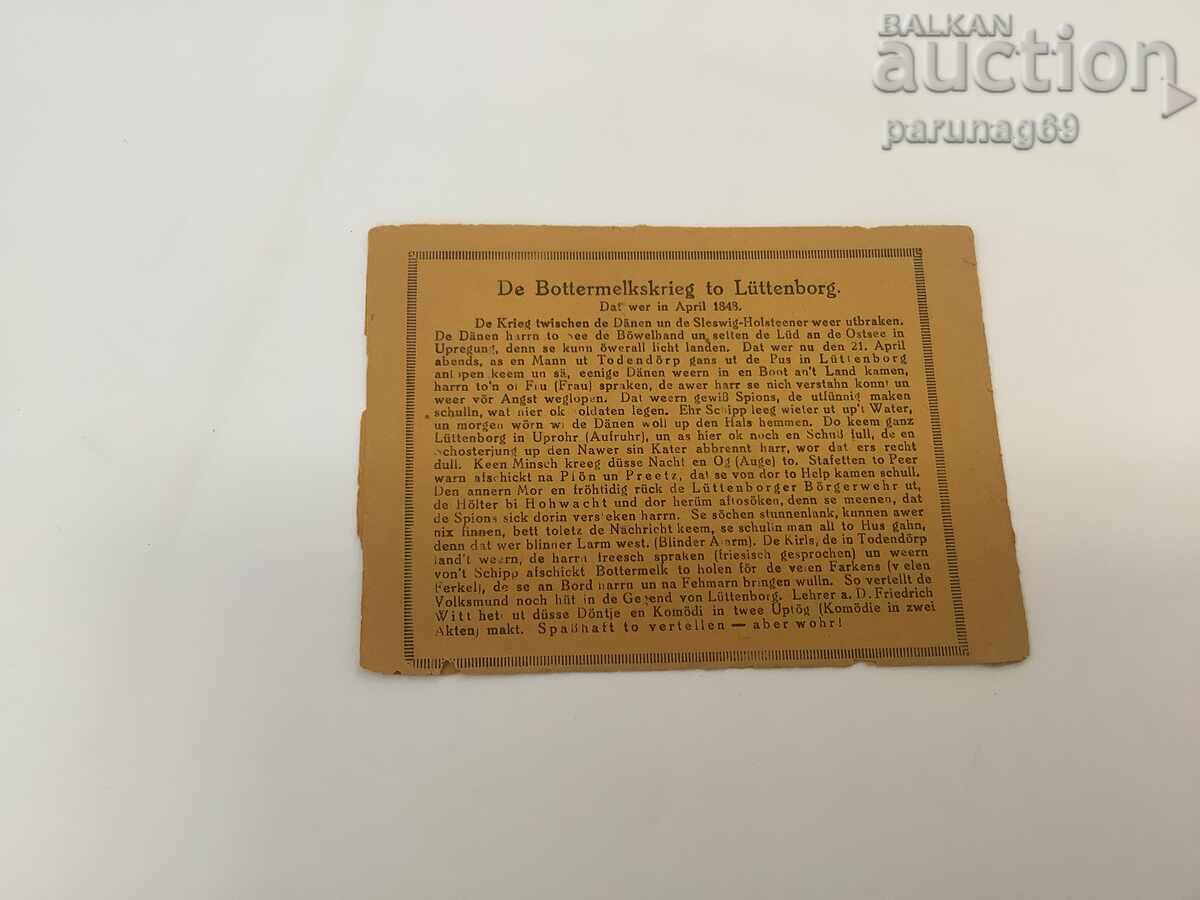 BALKAN
auction
parunag69
De Bottermelkskrieg to Lüttenborg.
Dat wer in April 1848.
De Krieg twischen de Dänen un de Sleswig-Holsteener weer utbraken.
De Dänen harrn to See de Böwelhand un setten de Lüd an de Ostsee in
Upregung, denn se kunn öwerall licht landen. Dat wer nu den 21. April
abends, as en Mann ut Todendörp gans ut de Pus in Lüttenborg
anlopen keem un sä, eenige Dänen weern in en Boot an't Land kamen,
harrn to'n ol Fru (Frau) spraken, de awer harr se nich verstahn konnt un
weer vör Angst weglopen. Dat weern gewiß Spions, de utfünnig maken
schulln, wat hier ok Soldaten legen. Ehr Schipp leeg wieter ut up't Water,
un morgen wörn wi de Dänen woll up den Hals hemmen. Do keem ganz
Lüttenborg in Uprohr (Aufruhr), un as hier ok noch en Schuß full, de en
Schosterjung up den Nawer sin Kater abbrennt harr, wor dat ers recht
dull. Keen Minsch kreeg düsse Nacht en Og (Auge) to. Stafetten to Peer
warn afschickt na Plön un Preetz, dat se von dor to Help kamen schull.
Den annern Mor en fröhtidig rück de Lüttenborger Börgerwehr ut,
de Hölter bi Hohwacht und dor herüm aftosöken, denn se meenen, dat
de Spions sick dorin versteken harrn. Se söchen stunnenlank, kunnen awer
nix finnen, bett toletz de Nachricht keem, se schulln man all to Hus gahn,
denn dat wer blinner Larm west. (Blinder Alarm). De Kirls, de in Todendörp
land't weern, de harrn freesch spraken (friesisch gesprochen) un weern
von't Schipp afschickt Bottermelk to holen för de velen Farkens (vielen
Ferkel), de se an Bord harrn un na Fehmarn bringen wulln. So vertellt de
Volksmund noch hüt in de Gegend von Lüttenborg. Lehrer a. D. Friedrich
Witt hett ut düsse Döntje en Komödi in twee Uptög (Komödie in zwei
Akten) makt. Spaßhaft to vertellen — aber wohr!